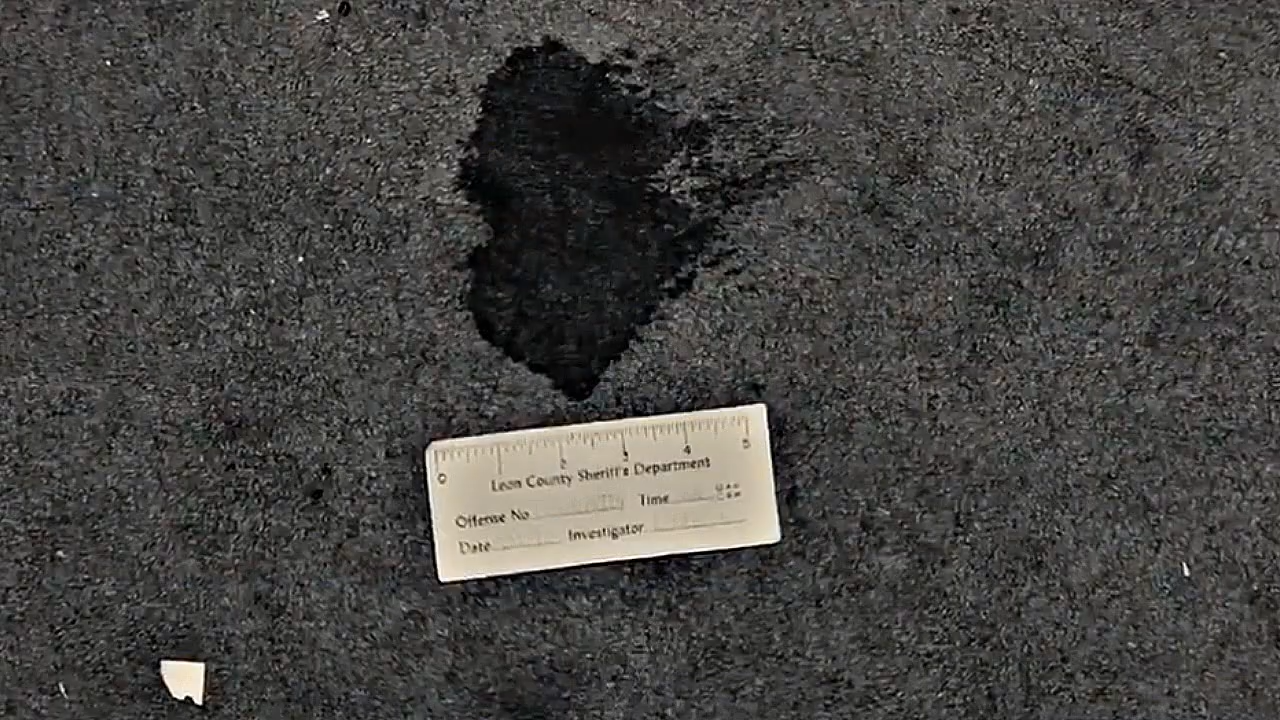 0 1 2 3 4 5
Leon County Sheriff's Department
Offense No. Time
Date Investigator